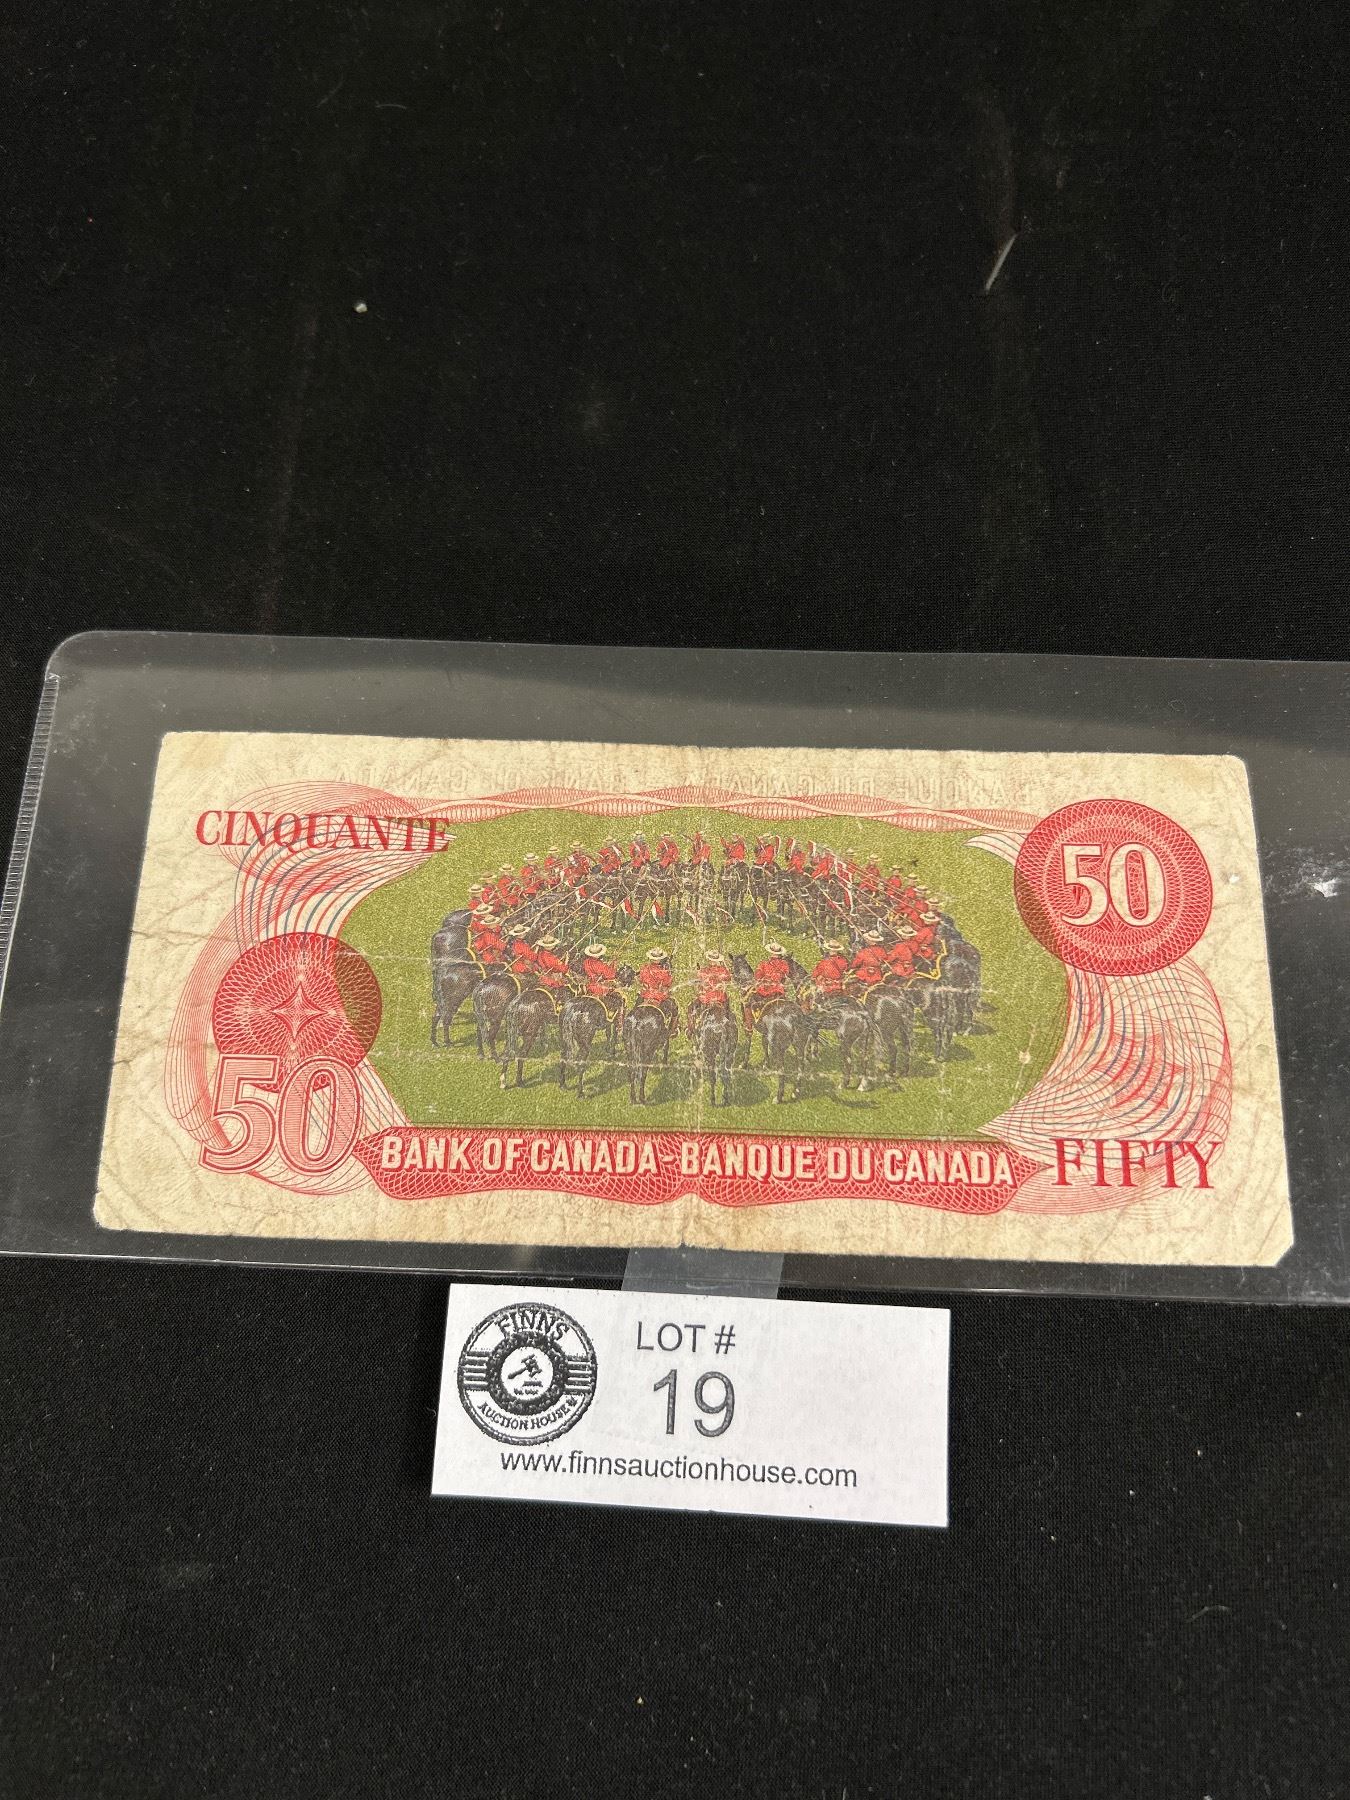 CINQUANTE
50
50
BANK OF CANADA-BANQUE DU CANADA
FIFTY
FINNS
AUCTION HOUSE
LOT #
19
www.finnsauctionhouse.com